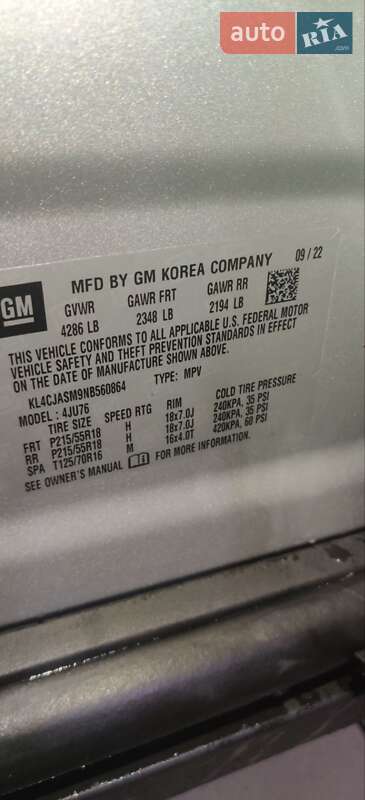 auto RIA
.com
GM
MFD BY GM KOREA COMPANY 09 / 22
GVWR GAWR FRT GAWR RR
4286 LB 2348 LB 2194 LB
THIS VEHICLE CONFORMS TO ALL APPLICABLE U.S. FEDERAL MOTOR
VEHICLE SAFETY AND THEFT PREVENTION STANDARDS IN EFFECT
ON THE DATE OF MANUFACTURE SHOWN ABOVE.
KL4CJASM9NB560864 TYPE: MPV
MODEL : 4JU76
TIRE SIZE SPEED RTG RIM COLD TIRE PRESSURE
FRT P215/55R18 H 18x7.0J 240KPA, 35 PSI
RR P215/55R18 H 18x7.0J 240KPA, 35 PSI
SPA T125/70R16 M 16x4.0T 420KPA, 60 PSI
SEE OWNER'S MANUAL FOR MORE INFORMATION.